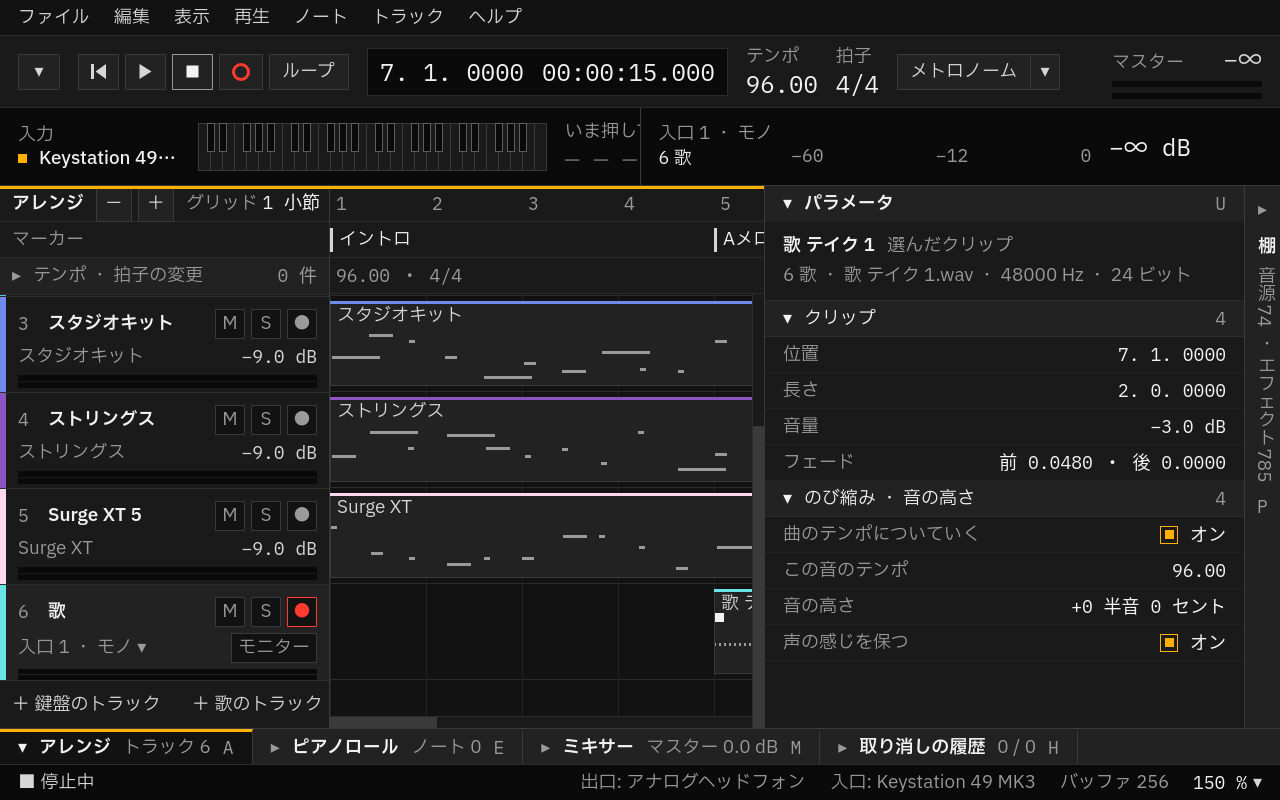 ファイル 編集 表示 再生 ノート トラック ヘルプ
▼ ループ 7. 1. 0000 00:00:15.000 テンポ 96.00 拍子 4/4 メトロノーム ▼ マスター −∞
入力
Keystation 49…
いま押し
— — —
入口 1 ・ モノ
6 歌 −60 −12 0 −∞ dB
アレンジ − + グリッド 1 小節 1 2 3 4 5
マーカー イントロ Aメロ
▶ テンポ ・ 拍子の変更 0 件 96.00 ・ 4/4
3 スタジオキット M S
スタジオキット −9.0 dB
スタジオキット
4 ストリングス M S
ストリングス −9.0 dB
ストリングス
5 Surge XT 5 M S
Surge XT −9.0 dB
Surge XT
6 歌 M S
入口 1 ・ モノ ▼ モニター
歌 テ
+ 鍵盤のトラック + 歌のトラック
▼ パラメータ U
歌 テイク 1 選んだクリップ
6 歌 ・ 歌 テイク 1.wav ・ 48000 Hz ・ 24 ビット
▼ クリップ 4
位置 7. 1. 0000
長さ 2. 0. 0000
音量 −3.0 dB
フェード 前 0.0480 ・ 後 0.0000
▼ のび縮み ・ 音の高さ 4
曲のテンポについていく オン
この音のテンポ 96.00
音の高さ +0 半音 0 セント
声の感じを保つ オン
▶ 棚 音源 74 ・ エフェクト 785 P
▼ アレンジ トラック 6 A ▶ ピアノロール ノート 0 E ▶ ミキサー マスター 0.0 dB M ▶ 取り消しの履歴 0 / 0 H
停止中 出口: アナログヘッドフォン 入口: Keystation 49 MK3 バッファ 256 150 % ▼